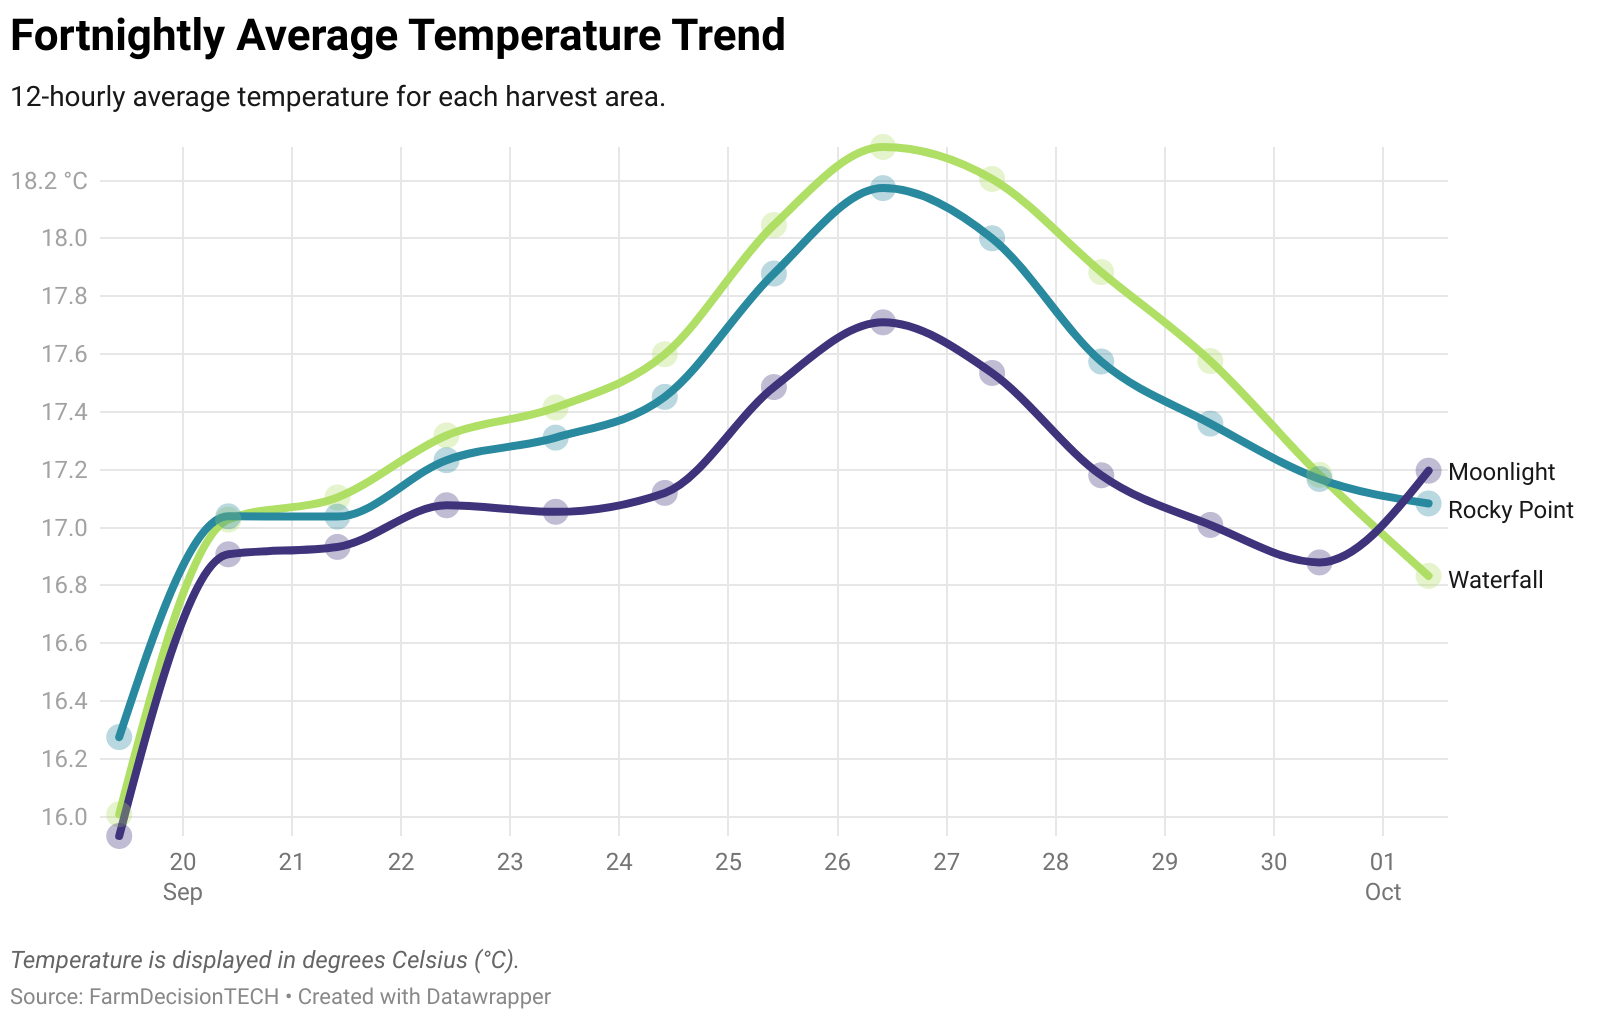 Fortnightly Average Temperature Trend
12-hourly average temperature for each harvest area.
18.2 °C
18.0
17.8
17.6
17.4
17.2
17.0
16.8
16.6
16.4
16.2
16.0
Moonlight
Rocky Point
Waterfall
20 21 22 23 24 25 26 27 28 29 30 01
Sep Oct
Temperature is displayed in degrees Celsius (°C).
Source: FarmDecisionTECH • Created with Datawrapper